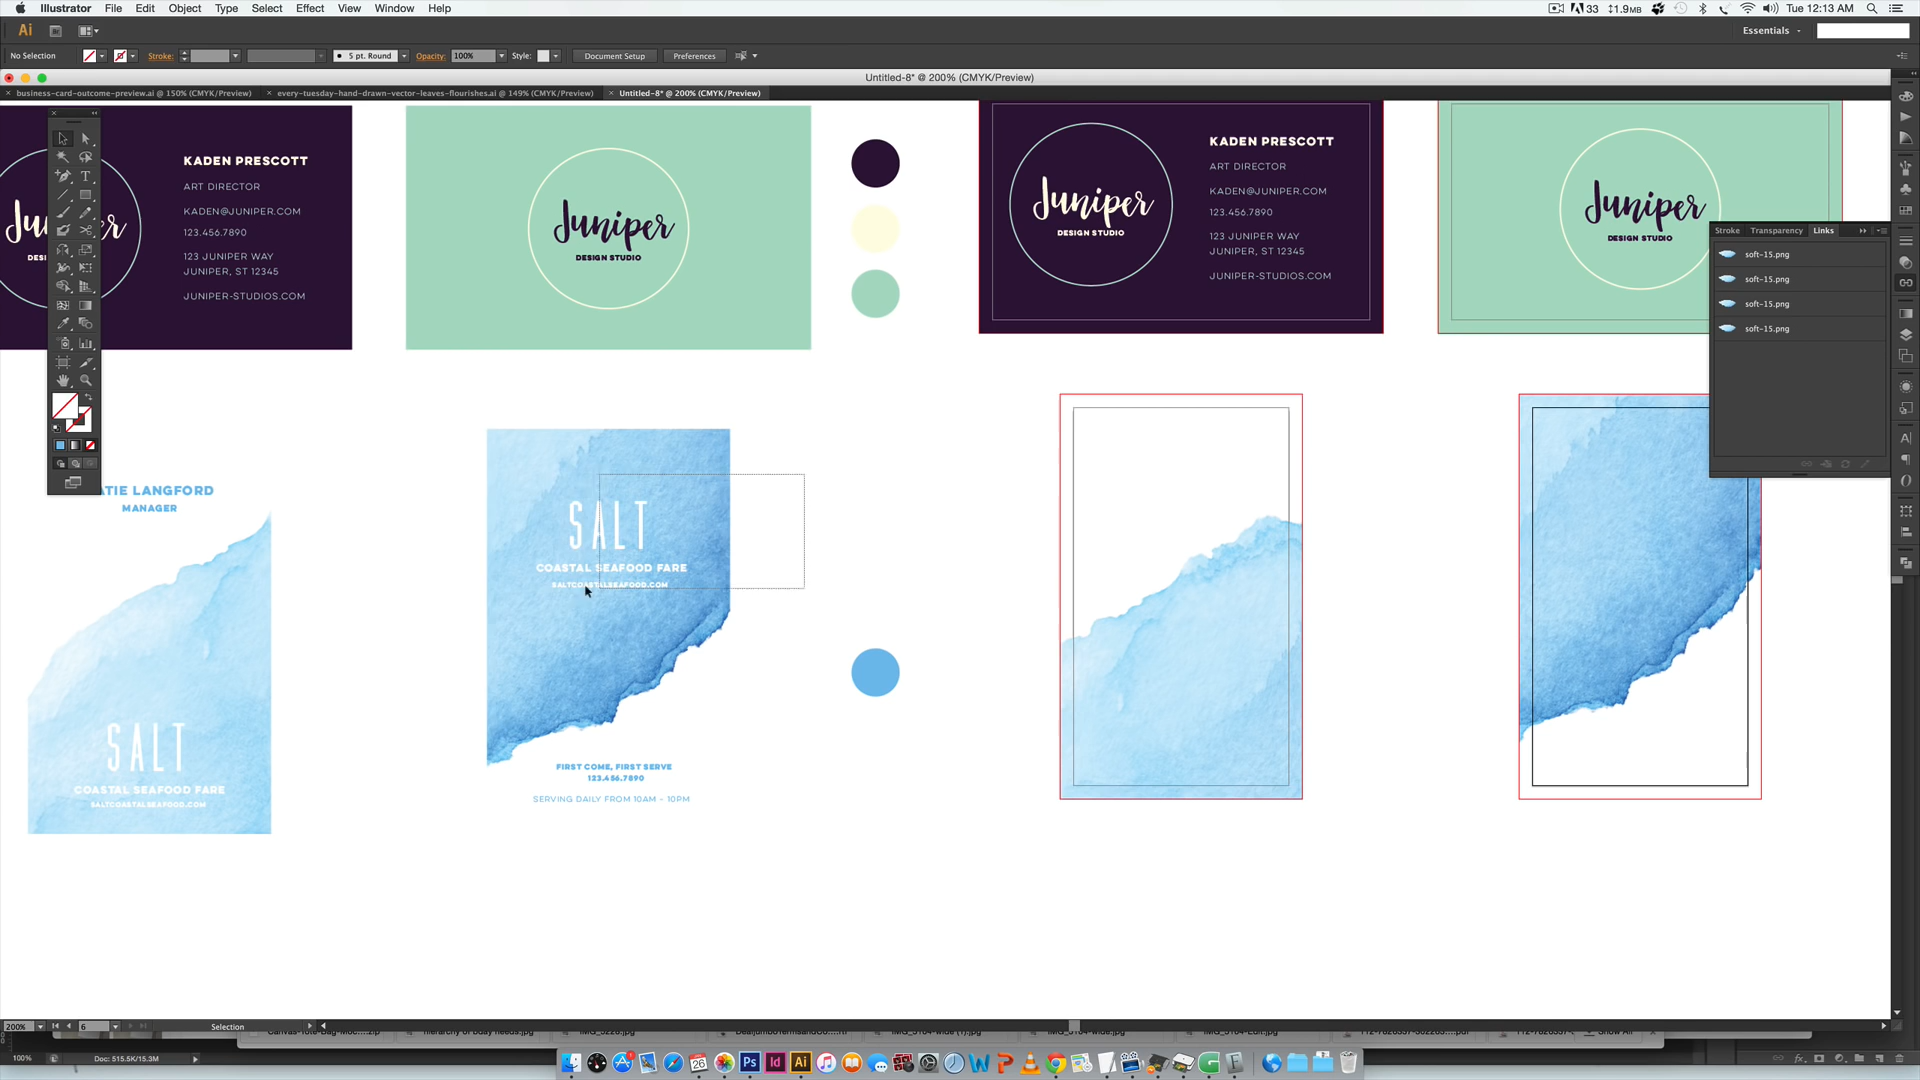 Illustrator File Edit Object Type Select Effect View Window Help
33 1.9MB Tue 12:13 AM
Ai Br Essentials
No Selection Stroke: 5 pt. Round Opacity: 100% Style: Document Setup Preferences
Untitled-8* @ 200% (CMYK/Preview)
business-card-outcome-preview.ai @ 150% (CMYK/Preview) every-tuesday-hand-drawn-vector-leaves-flourishes.ai @ 149% (CMYK/Preview) Untitled-8* @ 200% (CMYK/Preview)
KADEN PRESCOTT
ART DIRECTOR
KADEN@JUNIPER.COM
123.456.7890
123 JUNIPER WAY
JUNIPER, ST 12345
JUNIPER-STUDIOS.COM
Juniper
DESIGN STUDIO
Juniper
DESIGN STUDIO
KADEN PRESCOTT
ART DIRECTOR
KADEN@JUNIPER.COM
123.456.7890
123 JUNIPER WAY
JUNIPER, ST 12345
JUNIPER-STUDIOS.COM
Juniper
DESIGN STUDIO
Stroke Transparency Links
soft-15.png
soft-15.png
soft-15.png
soft-15.png
ATIE LANGFORD
MANAGER
SALT
COASTAL SEAFOOD FARE
SALTCOASTALSEAFOOD.COM
SALT
COASTAL SEAFOOD FARE
SALTCOASTALSEAFOOD.COM
FIRST COME, FIRST SERVE
123.456.7890
SERVING DAILY FROM 10AM - 10PM
200% 6 Selection
100% Doc: 515.5K/15.3M